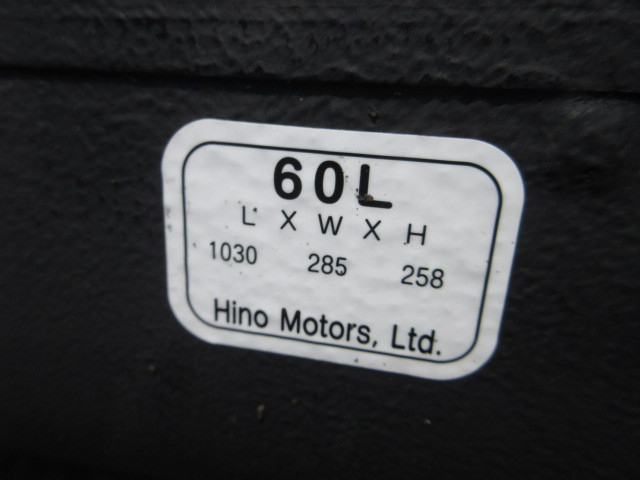 60L
L X W X H
1030 285 258
Hino Motors, Ltd.